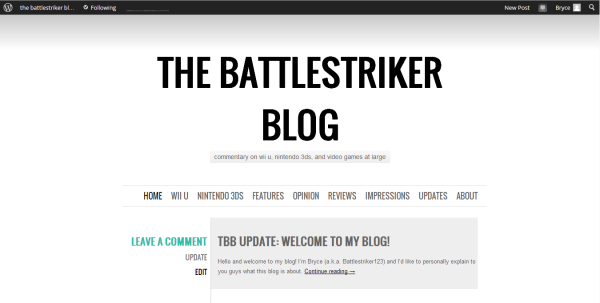 the battlestriker bl... Following New Post Bryce
THE BATTLESTRIKER
BLOG
commentary on wii u, nintendo 3ds, and video games at large
HOME WII U NINTENDO 3DS FEATURES OPINION REVIEWS IMPRESSIONS UPDATES ABOUT
LEAVE A COMMENT
UPDATE
EDIT
TBB UPDATE: WELCOME TO MY BLOG!
Hello and welcome to my blog! I'm Bryce (a.k.a. Battlestriker123) and I'd like to personally explain to
you guys what this blog is about. Continue reading →